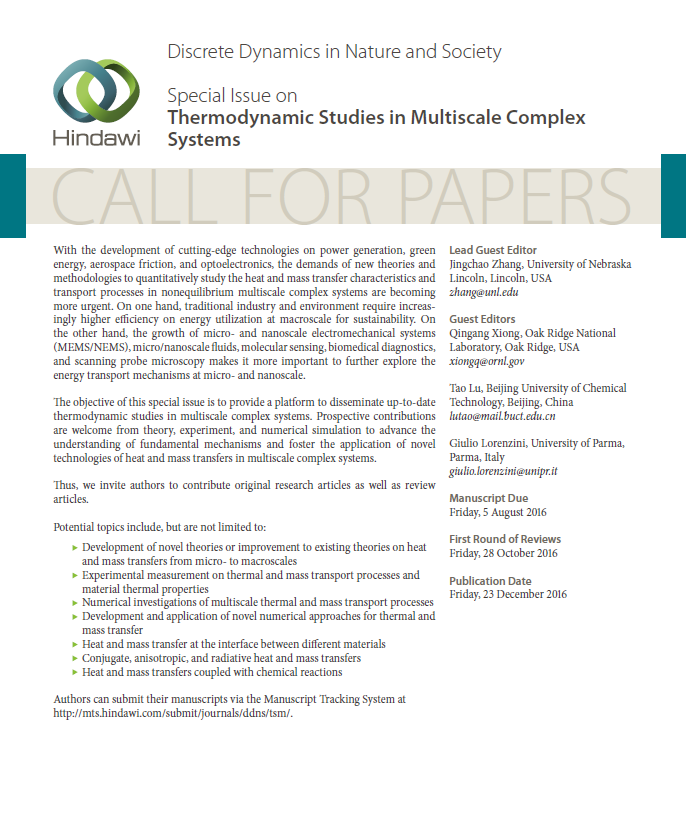 Discrete Dynamics in Nature and Society
Hindawi
Special Issue on
Thermodynamic Studies in Multiscale Complex
Systems
CALL FOR PAPERS
With the development of cutting-edge technologies on power generation, green
energy, aerospace friction, and optoelectronics, the demands of new theories and
methodologies to quantitatively study the heat and mass transfer characteristics and
transport processes in nonequilibrium multiscale complex systems are becoming
more urgent. On one hand, traditional industry and environment require increas-
ingly higher efficiency on energy utilization at macroscale for sustainability. On
the other hand, the growth of micro- and nanoscale electromechanical systems
(MEMS/NEMS), micro/nanoscale fluids, molecular sensing, biomedical diagnostics,
and scanning probe microscopy makes it more important to further explore the
energy transport mechanisms at micro- and nanoscale.
The objective of this special issue is to provide a platform to disseminate up-to-date
thermodynamic studies in multiscale complex systems. Prospective contributions
are welcome from theory, experiment, and numerical simulation to advance the
understanding of fundamental mechanisms and foster the application of novel
technologies of heat and mass transfers in multiscale complex systems.
Thus, we invite authors to contribute original research articles as well as review
articles.
Potential topics include, but are not limited to:
Development of novel theories or improvement to existing theories on heat
and mass transfers from micro- to macroscales
Experimental measurement on thermal and mass transport processes and
material thermal properties
Numerical investigations of multiscale thermal and mass transport processes
Development and application of novel numerical approaches for thermal and
mass transfer
Heat and mass transfer at the interface between different materials
Conjugate, anisotropic, and radiative heat and mass transfers
Heat and mass transfers coupled with chemical reactions
Authors can submit their manuscripts via the Manuscript Tracking System at
http://mts.hindawi.com/submit/journals/ddns/tsm/.
Lead Guest Editor
Jingchao Zhang, University of Nebraska
Lincoln, Lincoln, USA
zhang@unl.edu
Guest Editors
Qingang Xiong, Oak Ridge National
Laboratory, Oak Ridge, USA
xiongq@ornl.gov
Tao Lu, Beijing University of Chemical
Technology, Beijing, China
lutao@mail.buct.edu.cn
Giulio Lorenzini, University of Parma,
Parma, Italy
giulio.lorenzini@unipr.it
Manuscript Due
Friday, 5 August 2016
First Round of Reviews
Friday, 28 October 2016
Publication Date
Friday, 23 December 2016